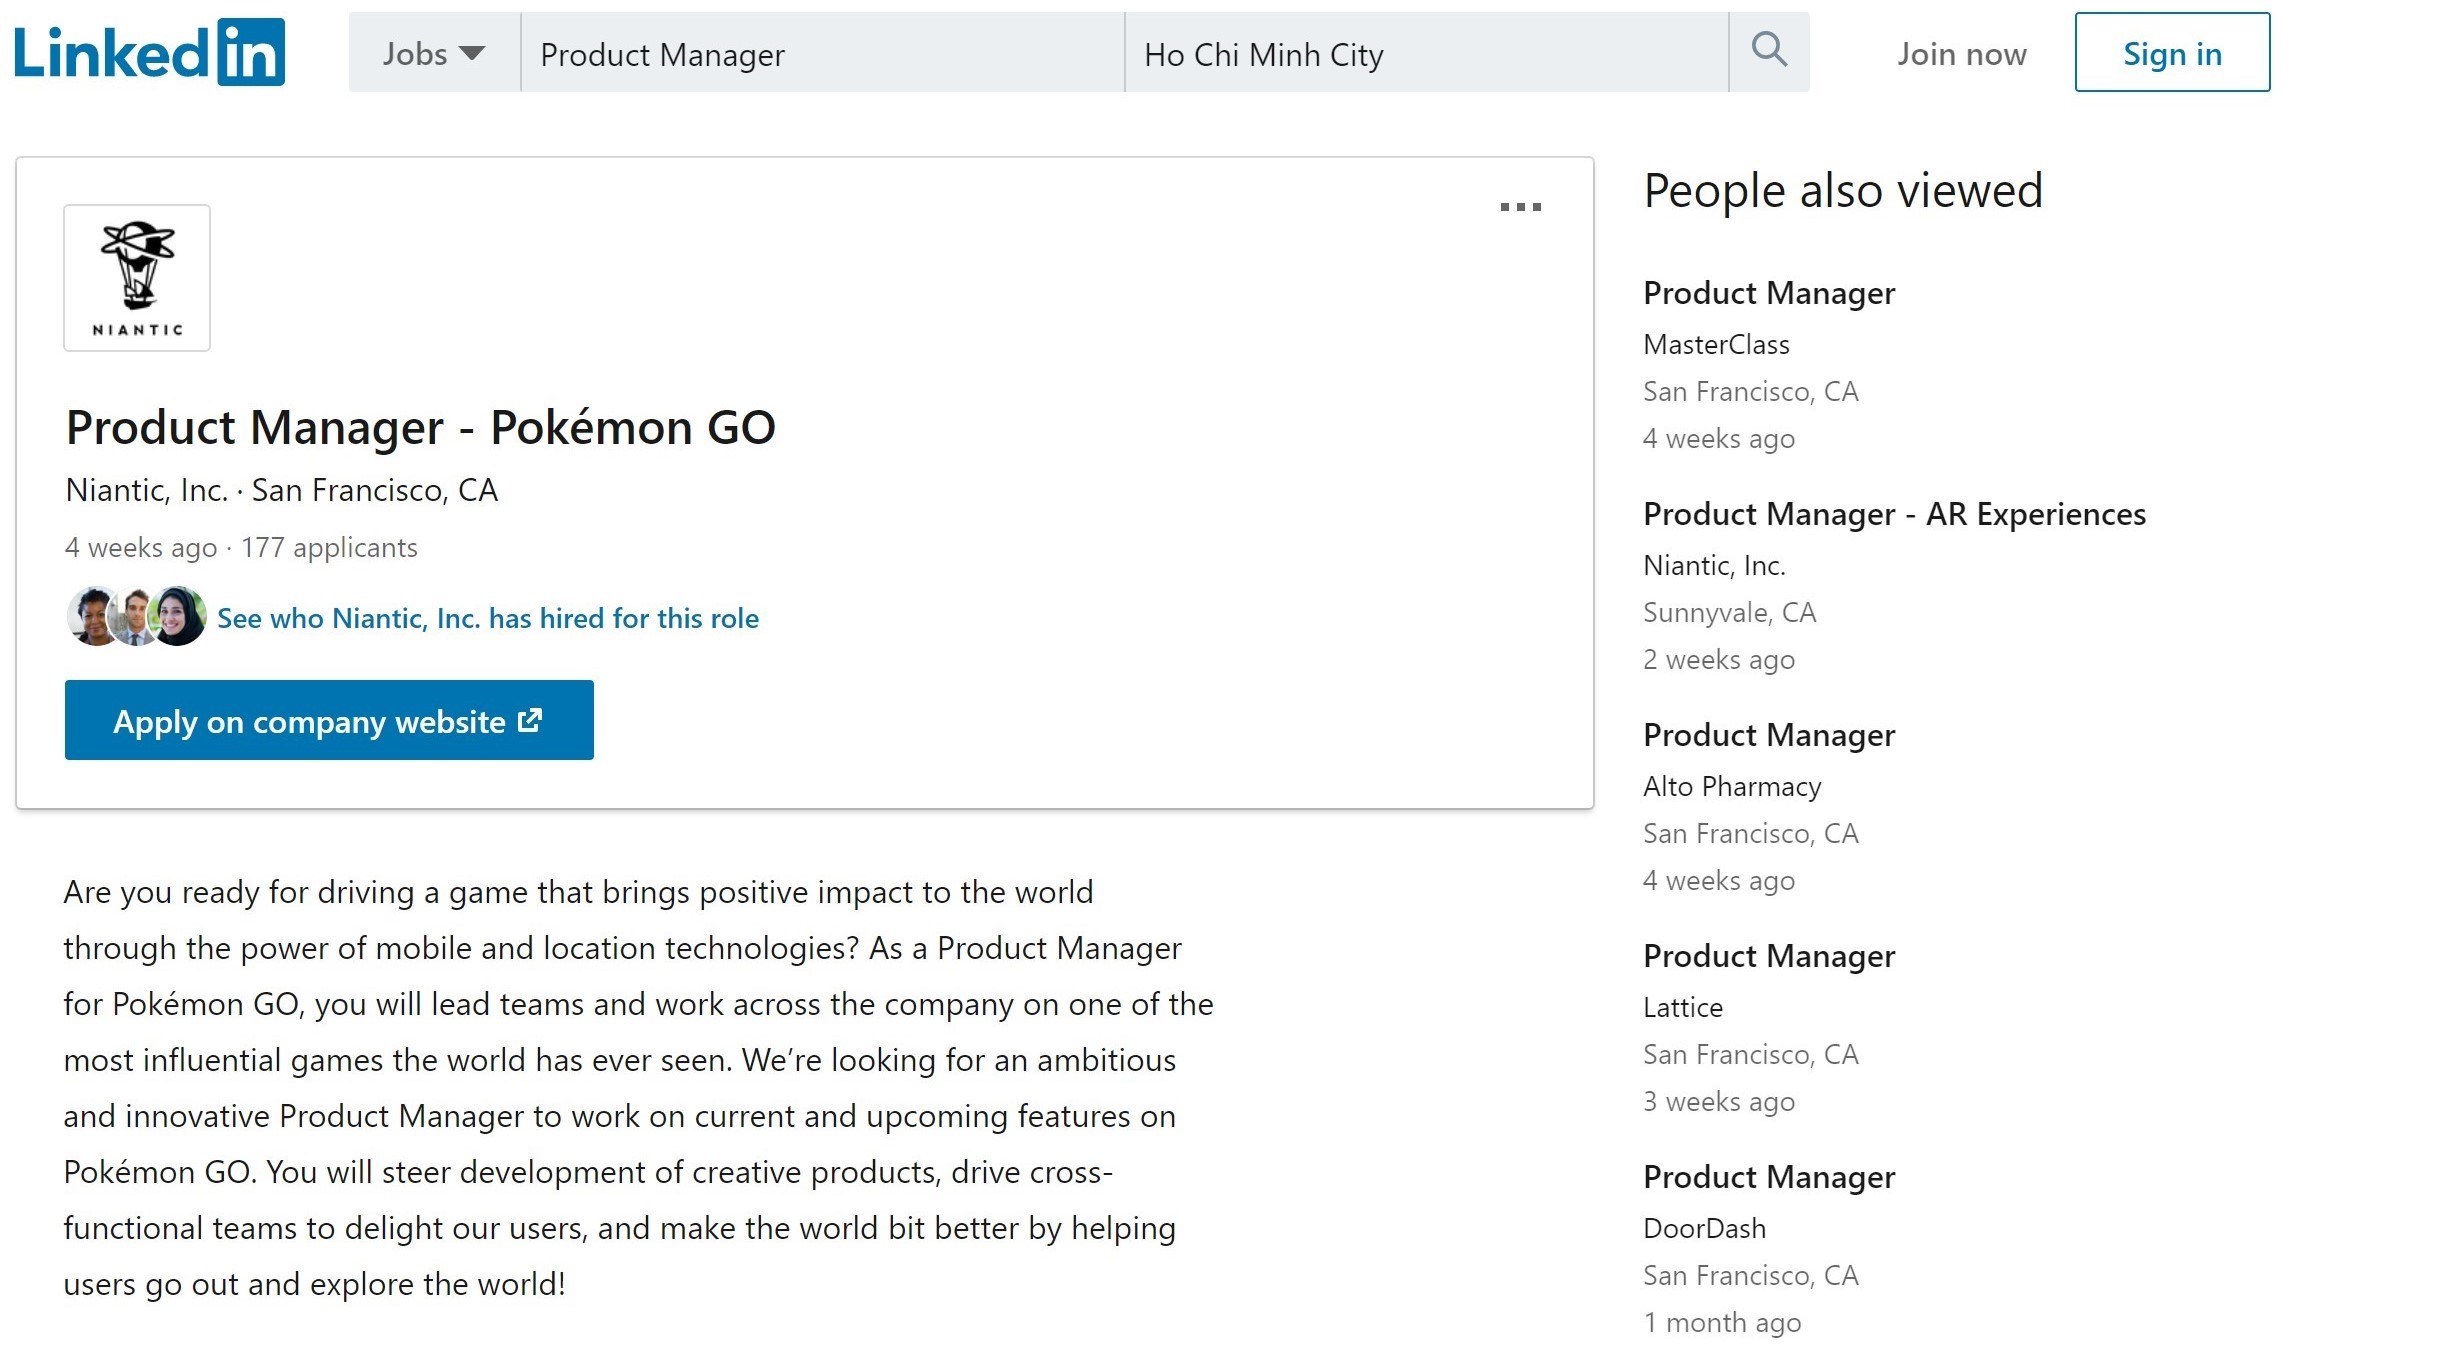 LinkedIn
Jobs
Product Manager
Ho Chi Minh City
Join now
Sign in
NIANTIC
Product Manager - Pokémon GO
Niantic, Inc. · San Francisco, CA
4 weeks ago · 177 applicants
See who Niantic, Inc. has hired for this role
Apply on company website
Are you ready for driving a game that brings positive impact to the world
through the power of mobile and location technologies? As a Product Manager
for Pokémon GO, you will lead teams and work across the company on one of the
most influential games the world has ever seen. We’re looking for an ambitious
and innovative Product Manager to work on current and upcoming features on
Pokémon GO. You will steer development of creative products, drive cross-
functional teams to delight our users, and make the world bit better by helping
users go out and explore the world!
People also viewed
Product Manager
MasterClass
San Francisco, CA
4 weeks ago
Product Manager - AR Experiences
Niantic, Inc.
Sunnyvale, CA
2 weeks ago
Product Manager
Alto Pharmacy
San Francisco, CA
4 weeks ago
Product Manager
Lattice
San Francisco, CA
3 weeks ago
Product Manager
DoorDash
San Francisco, CA
1 month ago